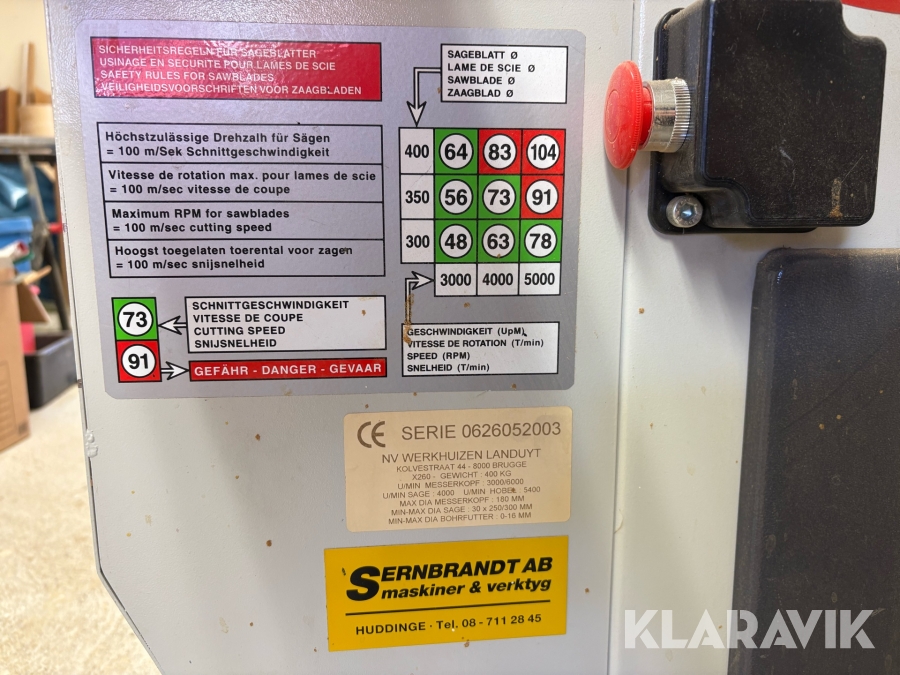 SICHERHEITSREGELN FÜR SÄGEBLÄTTER
USINAGE EN SECURITE POUR LAMES DE SCIE
SAFETY RULES FOR SAWBLADES
VEILIGHEIDSVOORSCHRIFTEN VOOR ZAAGBLADEN
SAGEBLATT Ø
LAME DE SCIE Ø
SAWBLADE Ø
ZAAGBLAD Ø
Höchstzulässige Drehzalh für Sägen
= 100 m/Sek Schnittgeschwindigkeit
Vitesse de rotation max. pour lames de scie
= 100 m/sec vitesse de coupe
Maximum RPM for sawblades
= 100 m/sec cutting speed
Hoogst toegelaten toerental voor zagen
= 100 m/sec snijsnelheid
400 64 83 104
350 56 73 91
300 48 63 78
3000 4000 5000
73
SCHNITTGESCHWINDIGKEIT
VITESSE DE COUPE
CUTTING SPEED
SNIJSNELHEID
91
GEFÄHR - DANGER - GEVAAR
GESCHWINDIGKEIT (UpM)
VITESSE DE ROTATION (T/min)
SPEED (RPM)
SNELHEID (T/min)
CE SERIE 0626052003
NV WERKHUIZEN LANDUYT
KOLVESTRAAT 44 - 8000 BRUGGE
X260 - GEWICHT : 400 KG
U/MIN MESSERKOPF : 3000/6000
U/MIN SAGE : 4000 U/MIN HOBEL : 5400
MAX DIA MESSERKOPF : 180 MM
MIN-MAX DIA SAGE : 30 x 250/300 MM
MIN-MAX DIA BOHRFUTTER : 0-16 MM
SERNBRANDT AB
maskiner & verktyg
HUDDINGE · Tel. 08 - 711 28 45
KLARAVIK